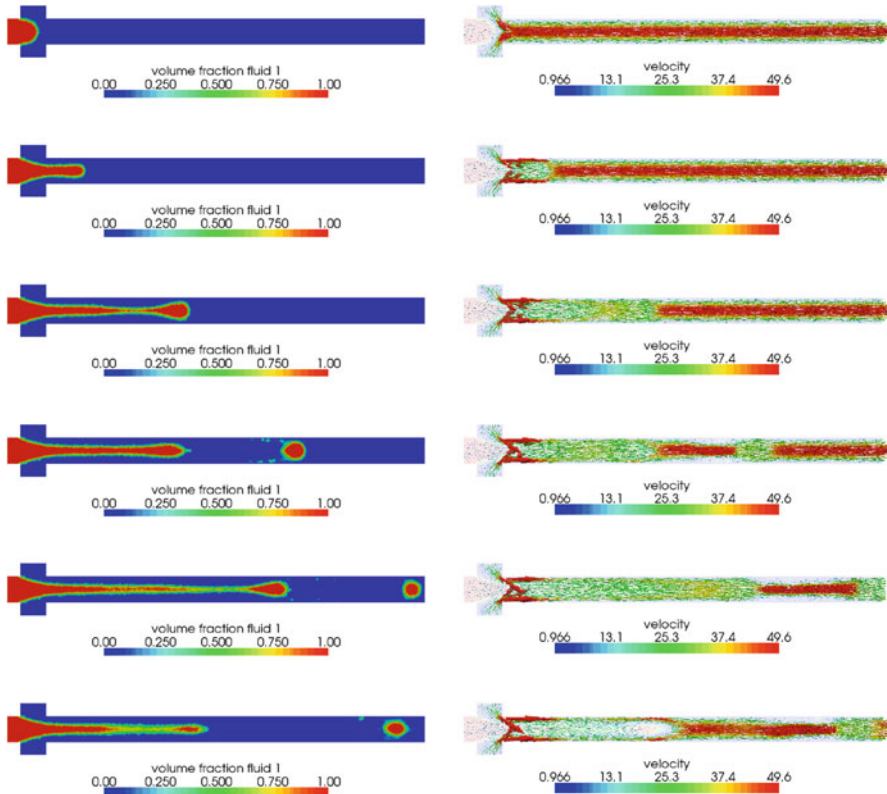 volume fraction fluid 1
0.00 0.250 0.500 0.750 1.00
velocity
0.966 13.1 25.3 37.4 49.6
volume fraction fluid 1
0.00 0.250 0.500 0.750 1.00
velocity
0.966 13.1 25.3 37.4 49.6
volume fraction fluid 1
0.00 0.250 0.500 0.750 1.00
velocity
0.966 13.1 25.3 37.4 49.6
volume fraction fluid 1
0.00 0.250 0.500 0.750 1.00
velocity
0.966 13.1 25.3 37.4 49.6
volume fraction fluid 1
0.00 0.250 0.500 0.750 1.00
velocity
0.966 13.1 25.3 37.4 49.6
volume fraction fluid 1
0.00 0.250 0.500 0.750 1.00
velocity
0.966 13.1 25.3 37.4 49.6